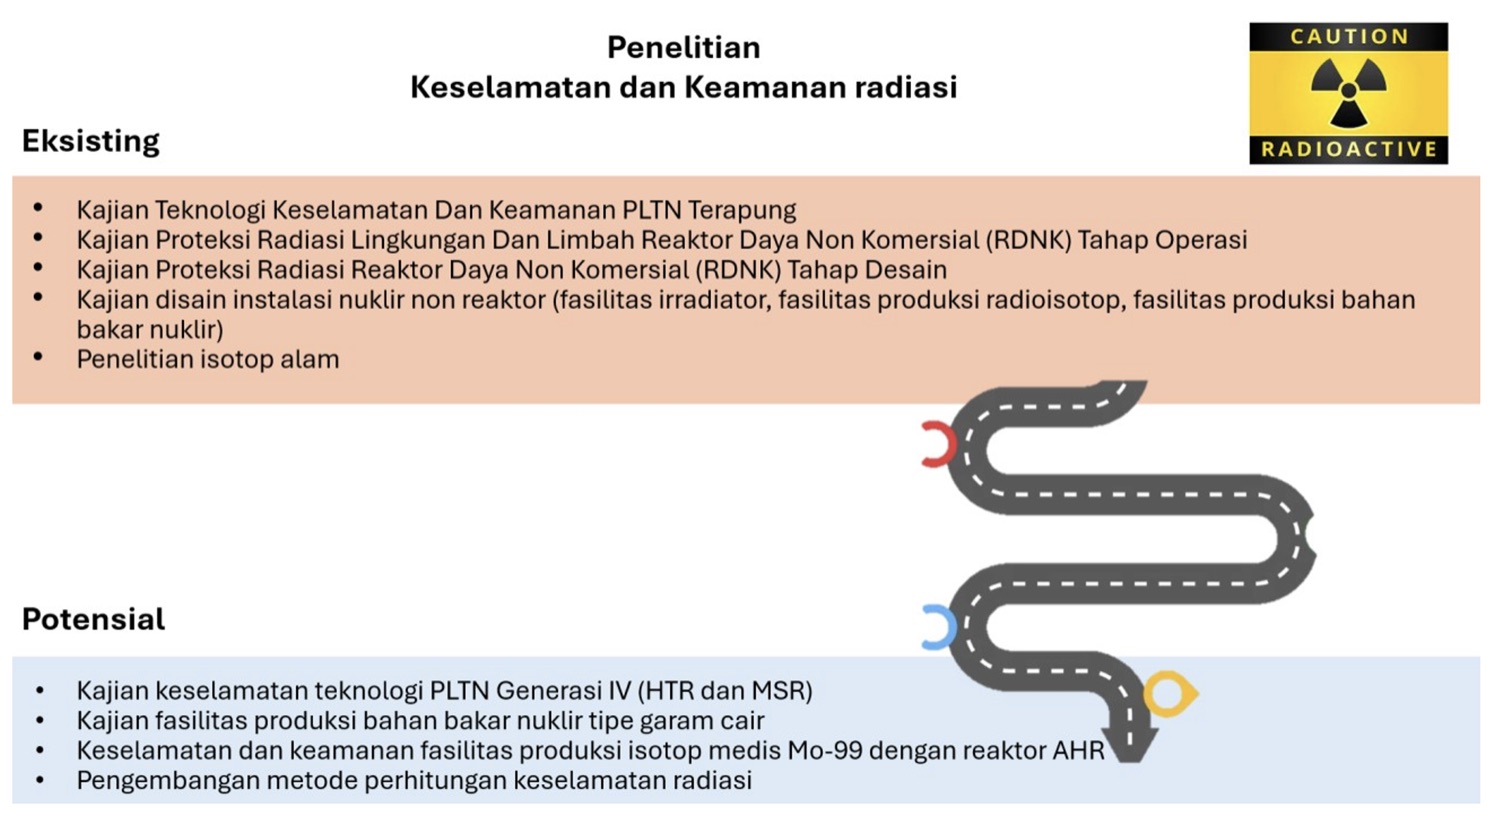 Penelitian
Keselamatan dan Keamanan radiasi
CAUTION
RADIOACTIVE
Eksisting
• Kajian Teknologi Keselamatan Dan Keamanan PLTN Terapung
• Kajian Proteksi Radiasi Lingkungan Dan Limbah Reaktor Daya Non Komersial (RDNK) Tahap Operasi
• Kajian Proteksi Radiasi Reaktor Daya Non Komersial (RDNK) Tahap Desain
• Kajian disain instalasi nuklir non reaktor (fasilitas irradiator, fasilitas produksi radioisotop, fasilitas produksi bahan
bakar nuklir)
• Penelitian isotop alam
Potensial
• Kajian keselamatan teknologi PLTN Generasi IV (HTR dan MSR)
• Kajian fasilitas produksi bahan bakar nuklir tipe garam cair
• Keselamatan dan keamanan fasilitas produksi isotop medis Mo-99 dengan reaktor AHR
• Pengembangan metode perhitungan keselamatan radiasi